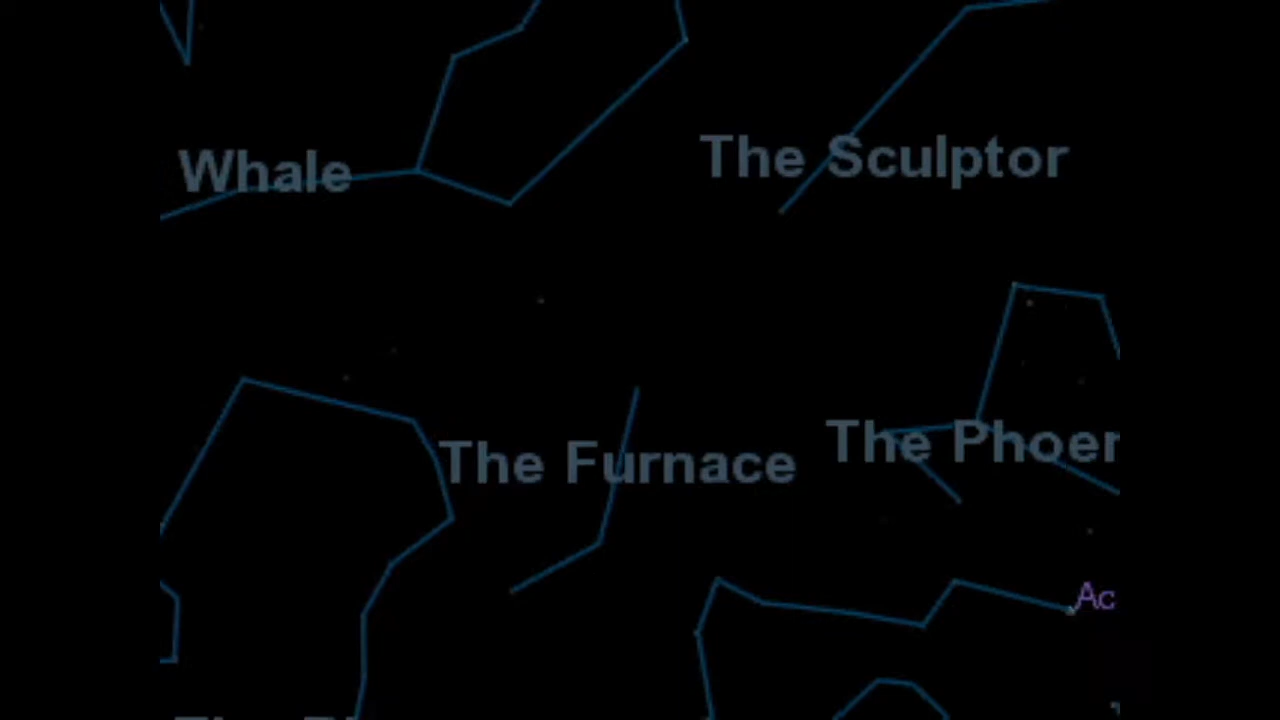 Whale
The Sculptor
The Furnace
The Phoer
Ac